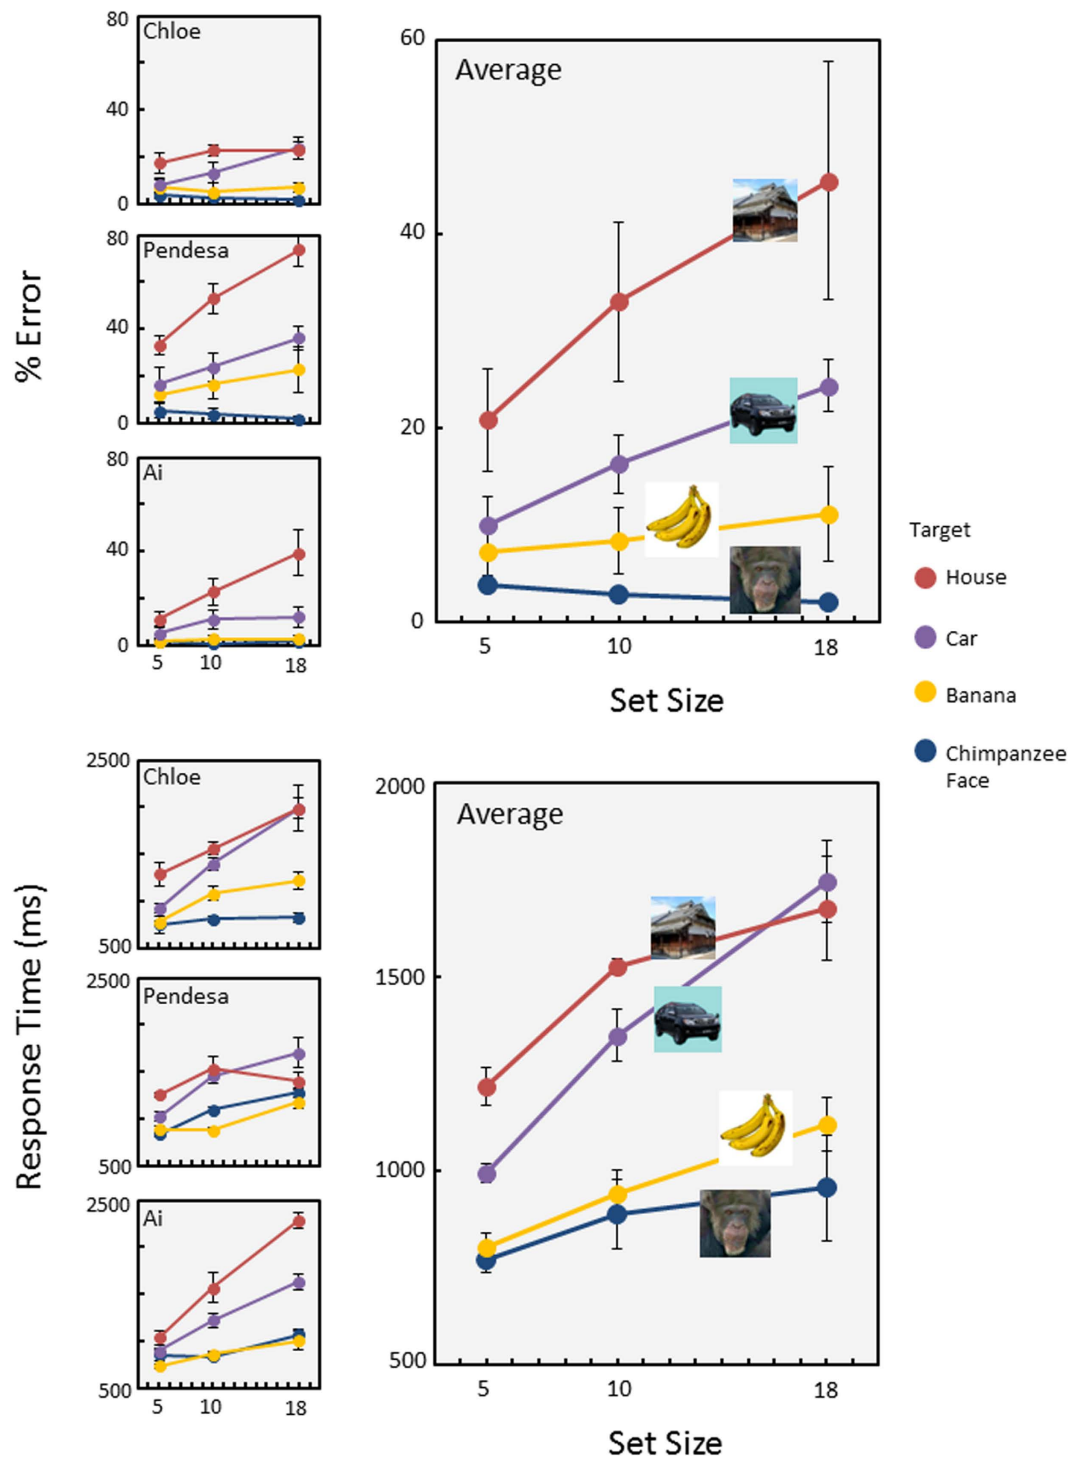 % Error
80
40
0
Chloe
80
40
0
Pendesa
80
40
0
Ai
5 10 18
60
40
20
0
Average
5 10 18
Set Size
Target
House
Car
Banana
Chimpanzee
Face
Response Time (ms)
2500
500
Chloe
2500
500
Pendesa
2500
500
Ai
5 10 18
2000
1500
1000
500
Average
5 10 18
Set Size